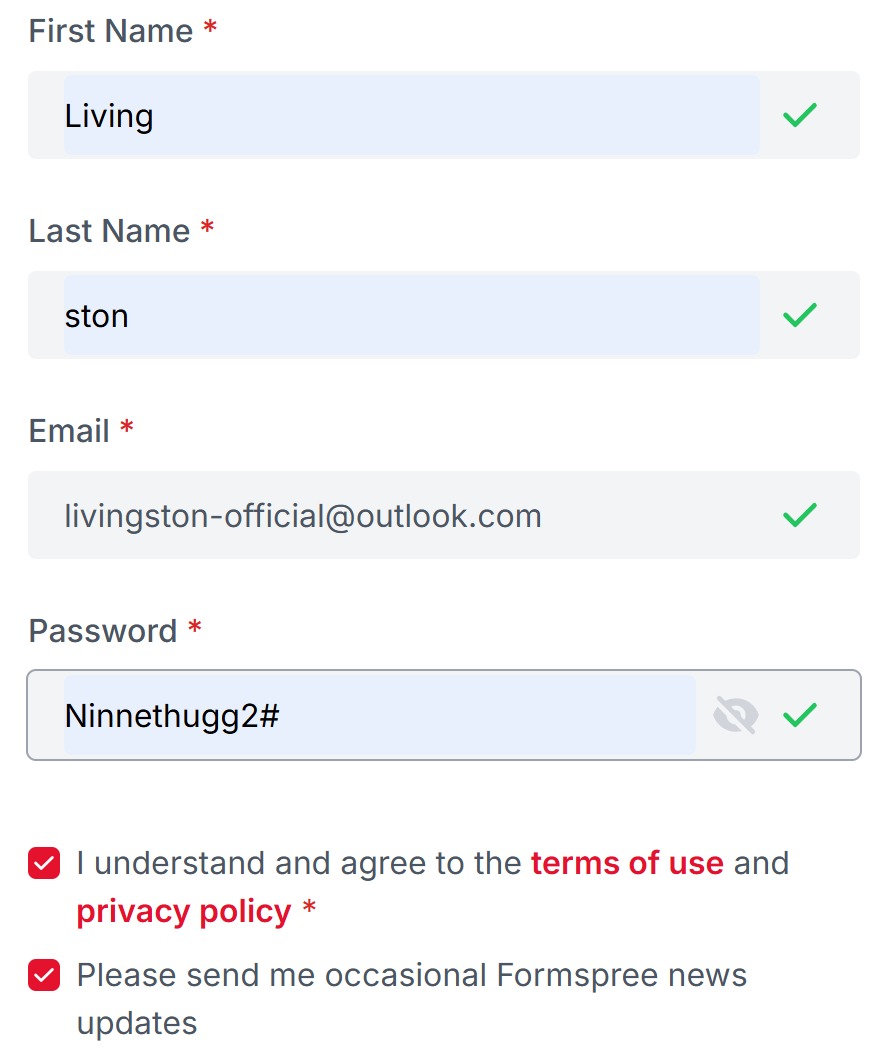 First Name *
Living
Last Name *
ston
Email *
livingston-official@outlook.com
Password *
Ninnethugg2#
I understand and agree to the terms of use and
privacy policy *
Please send me occasional Formspree news
updates